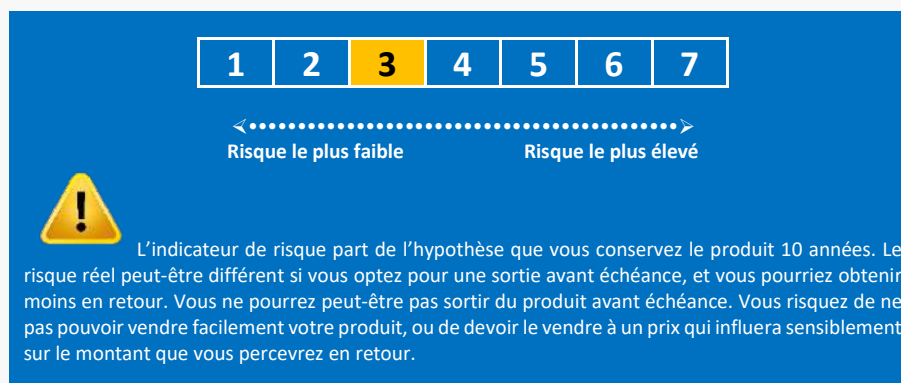 1 2 3 4 5 6 7
Risque le plus faible Risque le plus élevé
L’indicateur de risque part de l’hypothèse que vous conservez le produit 10 années. Le
risque réel peut-être différent si vous optez pour une sortie avant échéance, et vous pourriez obtenir
moins en retour. Vous ne pourrez peut-être pas sortir du produit avant échéance. Vous risquez de ne
pas pouvoir vendre facilement votre produit, ou de devoir le vendre à un prix qui influera sensiblement
sur le montant que vous percevrez en retour.